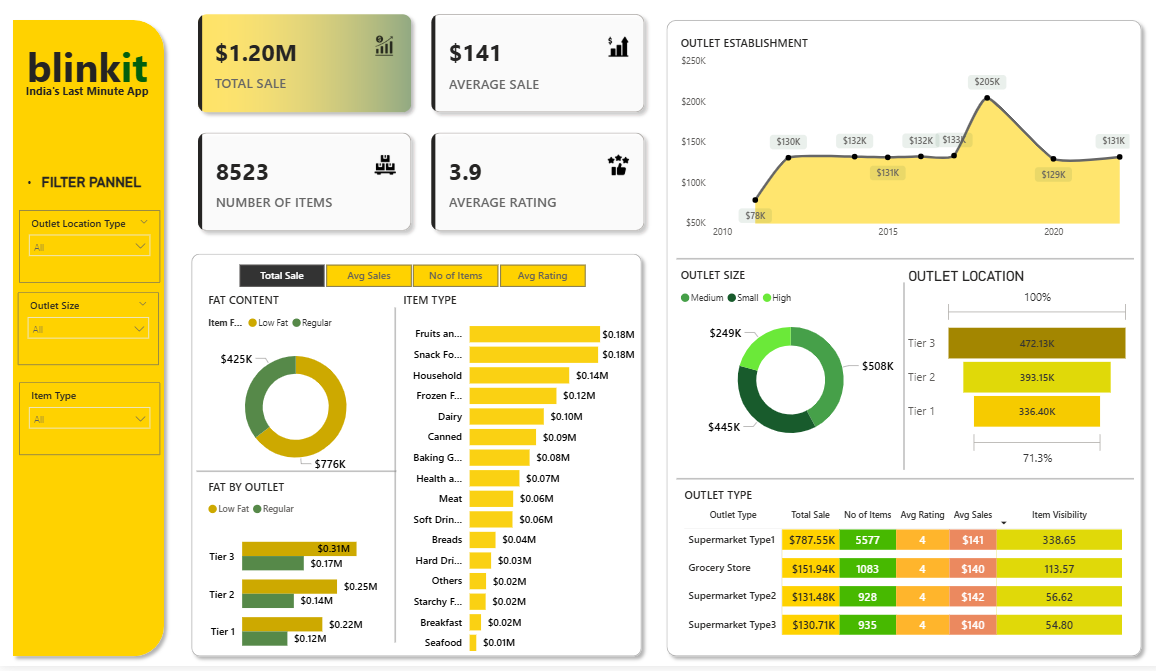 blinkit
India's Last Minute App
• FILTER PANNEL
Outlet Location Type
All
Outlet Size
All
Item Type
All
$1.20M
TOTAL SALE
$141
AVERAGE SALE
8523
NUMBER OF ITEMS
3.9
AVERAGE RATING
Total Sale Avg Sales No of Items Avg Rating
FAT CONTENT
Item F... Low Fat Regular
$425K
$776K
FAT BY OUTLET
Low Fat Regular
Tier 3 $0.31M
$0.17M
Tier 2 $0.25M
$0.14M
Tier 1 $0.22M
$0.12M
ITEM TYPE
Fruits an... $0.18M
Snack Fo... $0.18M
Household $0.14M
Frozen F... $0.12M
Dairy $0.10M
Canned $0.09M
Baking G... $0.08M
Health a... $0.07M
Meat $0.06M
Soft Drin... $0.06M
Breads $0.04M
Hard Dri... $0.03M
Others $0.02M
Starchy F... $0.02M
Breakfast $0.02M
Seafood $0.01M
OUTLET ESTABLISHMENT
$250K
$200K
$150K
$100K
$50K
$78K
$130K
$132K
$131K
$132K
$133K
$205K
$129K
$131K
2010 2015 2020
OUTLET SIZE
Medium Small High
$249K
$508K
$445K
OUTLET LOCATION
100%
Tier 3 472.13K
Tier 2 393.15K
Tier 1 336.40K
71.3%
OUTLET TYPE
Outlet Type Total Sale No of Items Avg Rating Avg Sales Item Visibility
Supermarket Type1 $787.55K 5577 4 $141 338.65
Grocery Store $151.94K 1083 4 $140 113.57
Supermarket Type2 $131.48K 928 4 $142 56.62
Supermarket Type3 $130.71K 935 4 $140 54.80